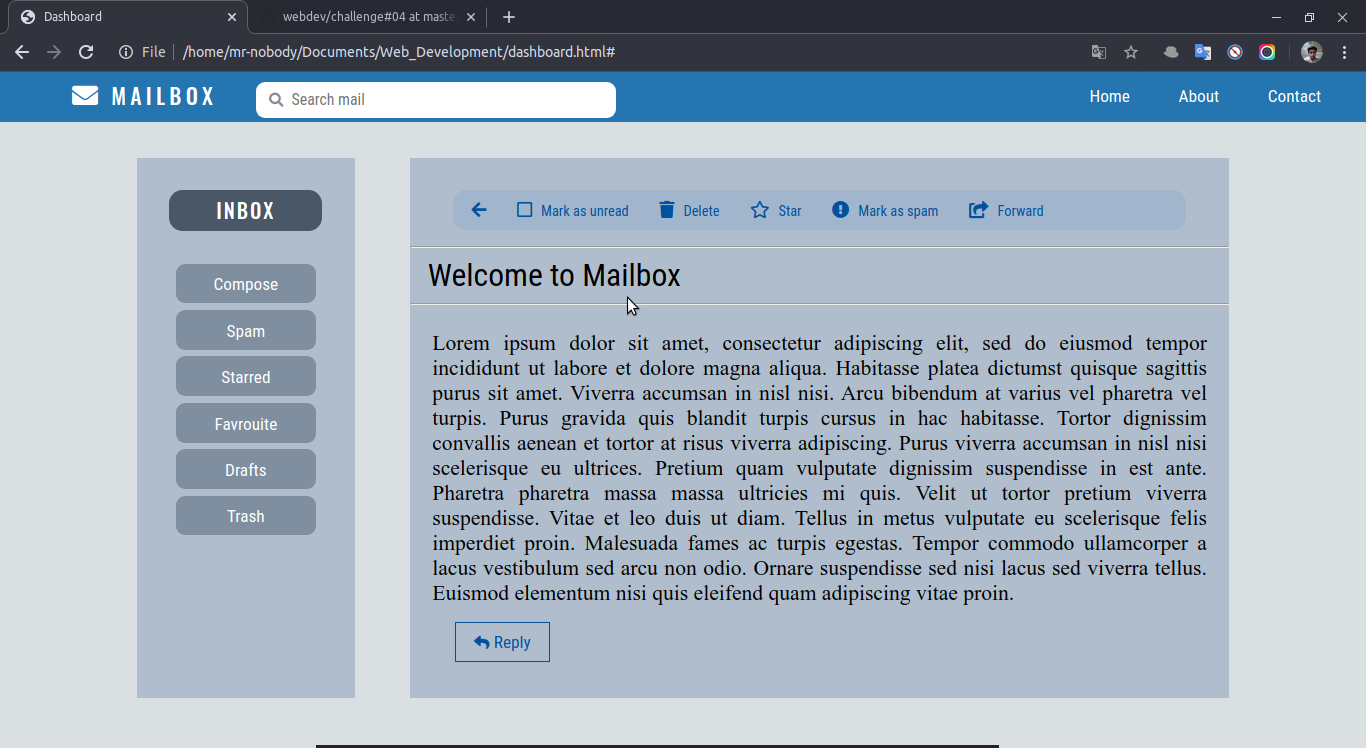 Dashboard
webdev/challenge#04 at maste
File /home/mr-nobody/Documents/Web_Development/dashboard.html#
MAILBOX
Search mail
Home About Contact
INBOX
Compose
Spam
Starred
Favrouite
Drafts
Trash
Mark as unread Delete Star Mark as spam Forward
Welcome to Mailbox
Lorem ipsum dolor sit amet, consectetur adipiscing elit, sed do eiusmod tempor
incididunt ut labore et dolore magna aliqua. Habitasse platea dictumst quisque sagittis
purus sit amet. Viverra accumsan in nisl nisi. Arcu bibendum at varius vel pharetra vel
turpis. Purus gravida quis blandit turpis cursus in hac habitasse. Tortor dignissim
convallis aenean et tortor at risus viverra adipiscing. Purus viverra accumsan in nisl nisi
scelerisque eu ultrices. Pretium quam vulputate dignissim suspendisse in est ante.
Pharetra pharetra massa massa ultricies mi quis. Velit ut tortor pretium viverra
suspendisse. Vitae et leo duis ut diam. Tellus in metus vulputate eu scelerisque felis
imperdiet proin. Malesuada fames ac turpis egestas. Tempor commodo ullamcorper a
lacus vestibulum sed arcu non odio. Ornare suspendisse sed nisi lacus sed viverra tellus.
Euismod elementum nisi quis eleifend quam adipiscing vitae proin.
Reply